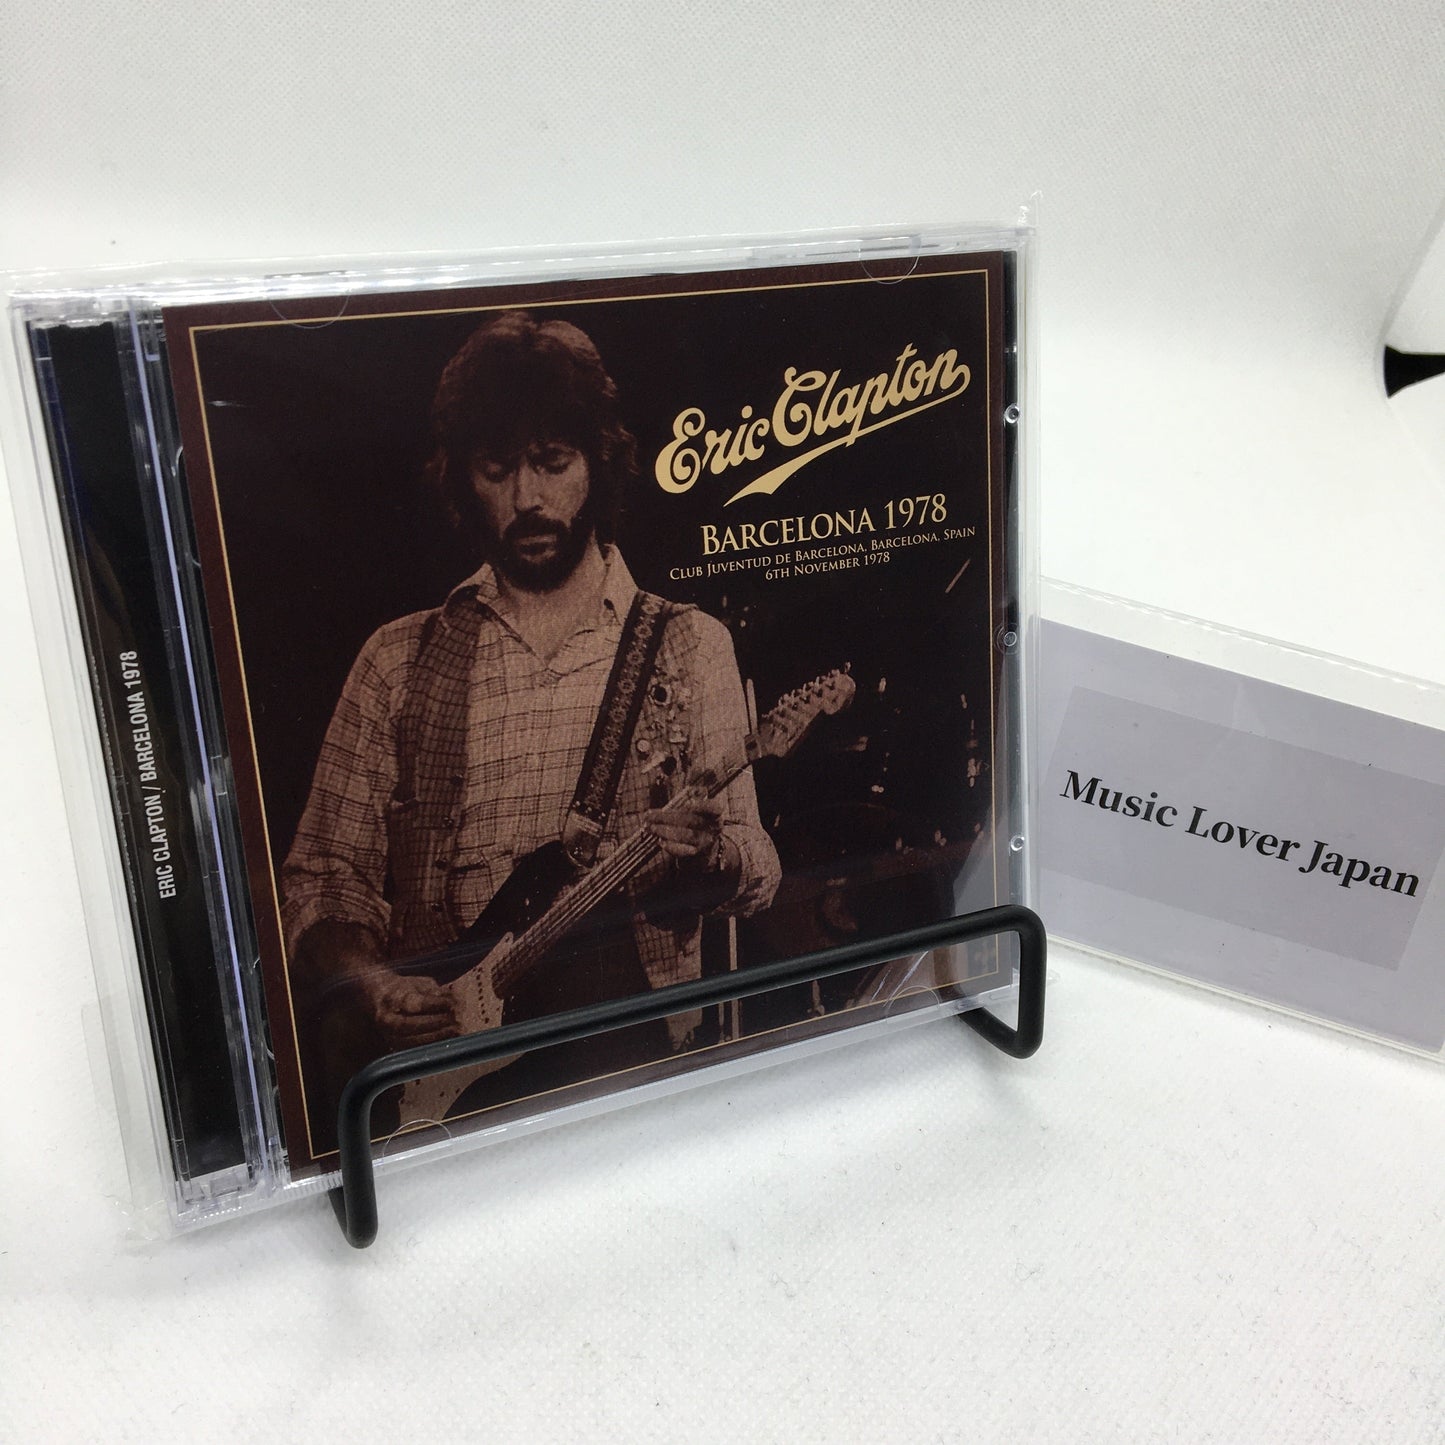 Eric Clapton
BARCELONA 1978
CLUB JUVENTUD DE BARCELONA, BARCELONA, SPAIN
6TH NOVEMBER 1978
ERIC CLAPTON / BARCELONA 1978
Music Lover Japan